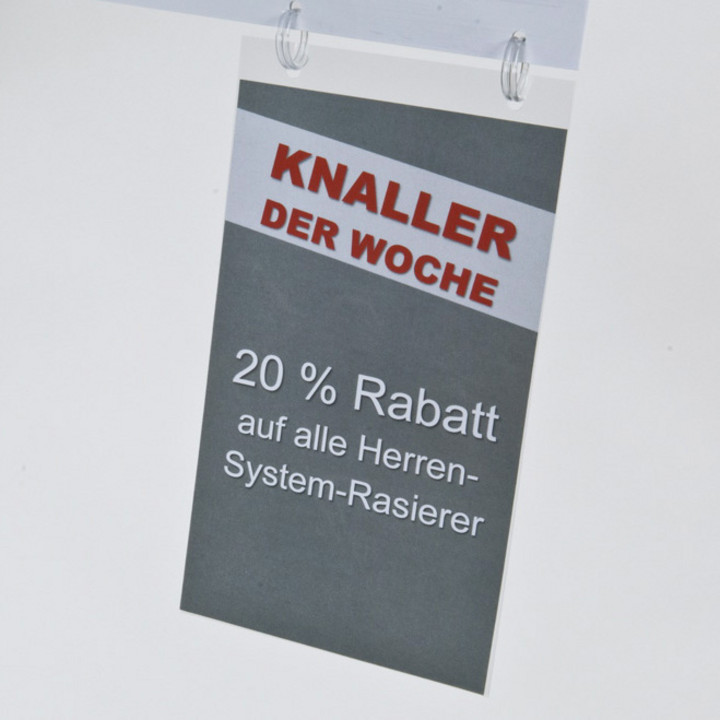 KNALLER
DER WOCHE
20 % Rabatt
auf alle Herren-
System-Rasierer